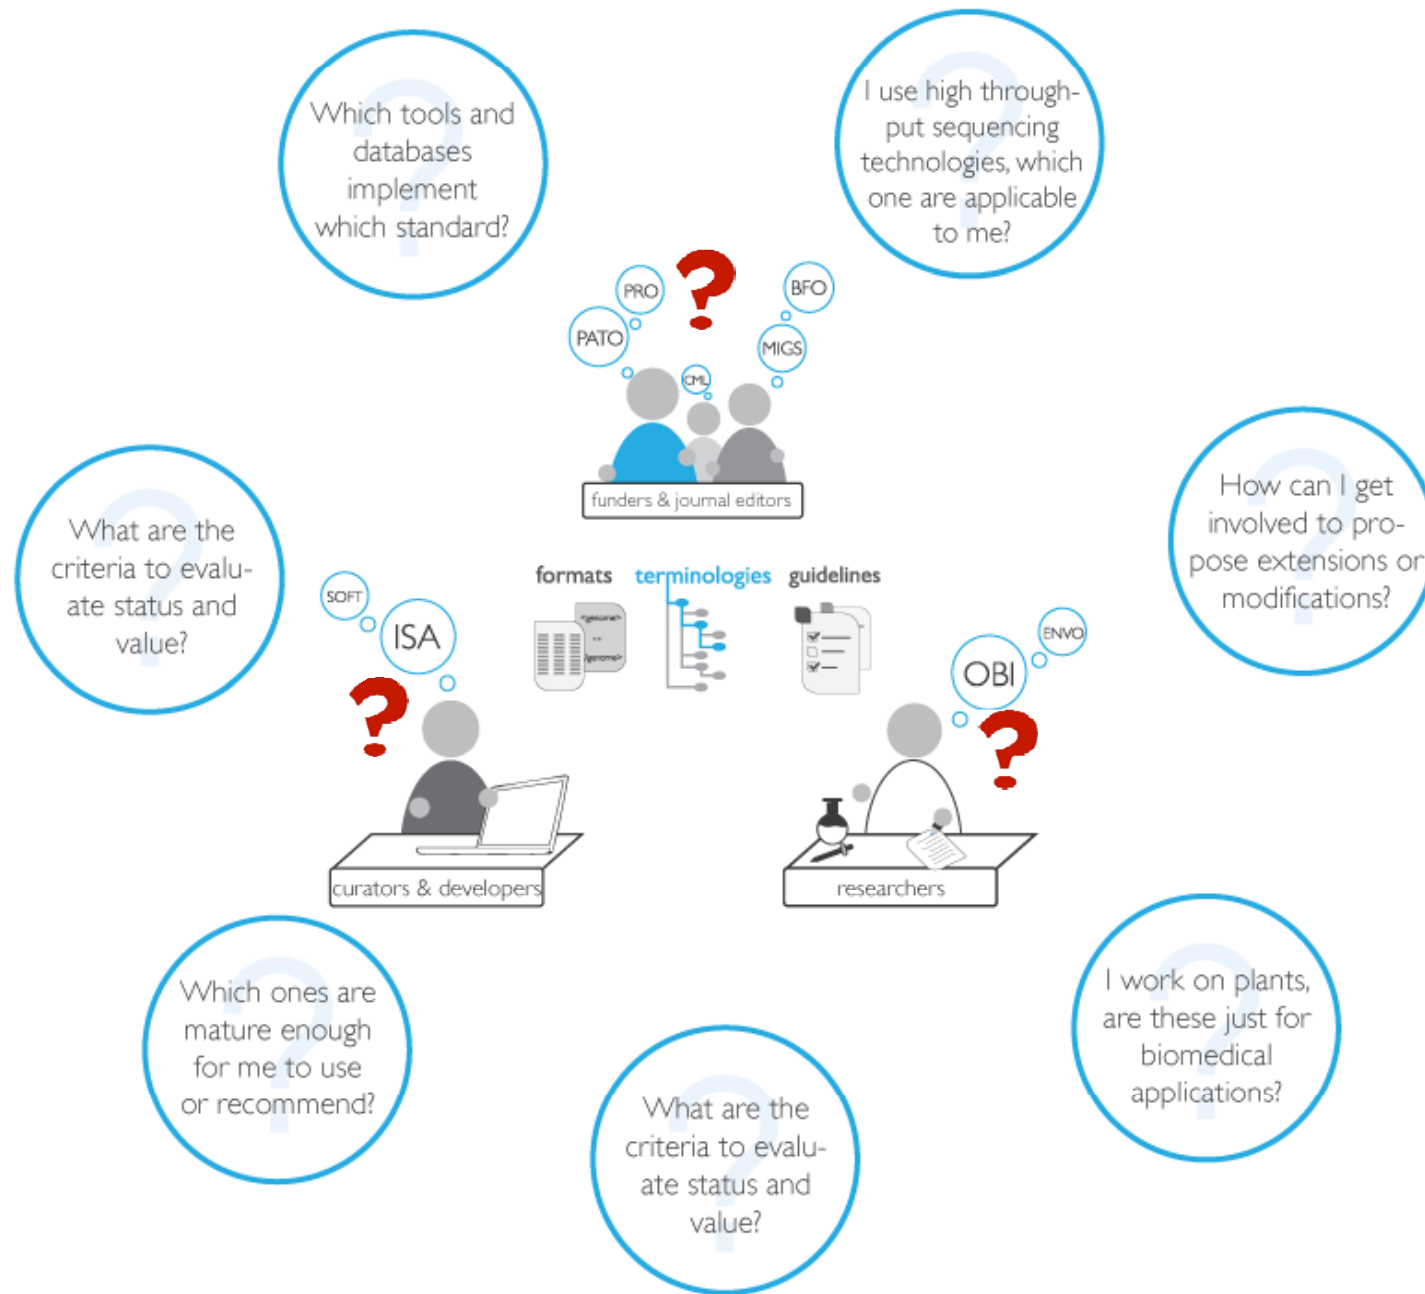 Which tools and
databases
implement
which standard?
I use high through-
put sequencing
technologies, which
one are applicable
to me?
PRO
PATO
CML
BFO
MIGS
funders & journal editors
What are the
criteria to evalu-
ate status and
value?
How can I get
involved to pro-
pose extensions or
modifications?
formats
terminologies
guidelines
<genome>
...
</genome>
SOFT
ISA
OBI
ENVO
curators & developers
researchers
Which ones are
mature enough
for me to use
or recommend?
What are the
criteria to evalu-
ate status and
value?
I work on plants,
are these just for
biomedical
applications?